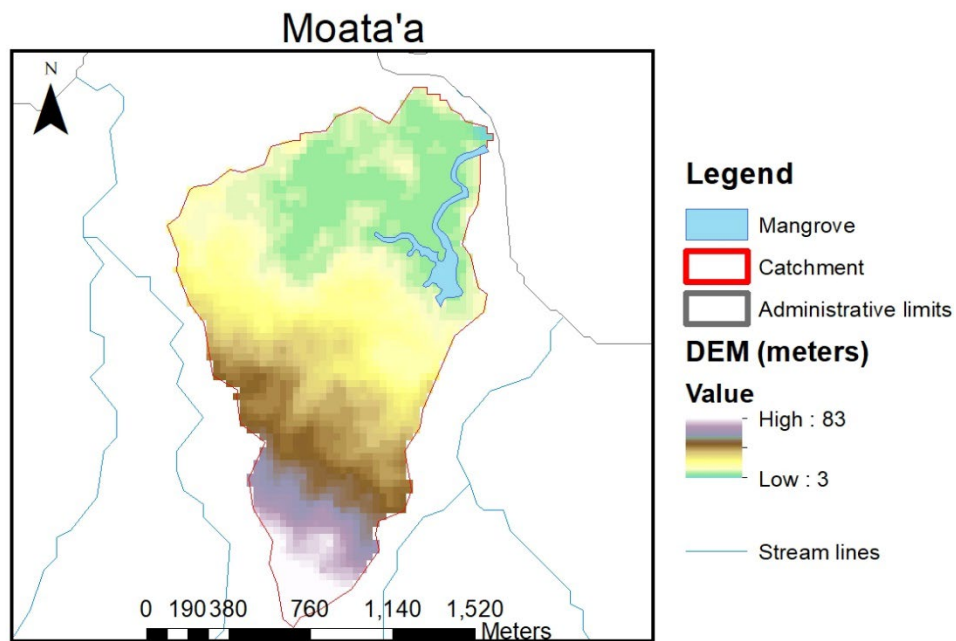 Moata'a
N
Legend
Mangrove
Catchment
Administrative limits
DEM (meters)
Value
High : 83
Low : 3
Stream lines
0 190 380 760 1,140 1,520
Meters